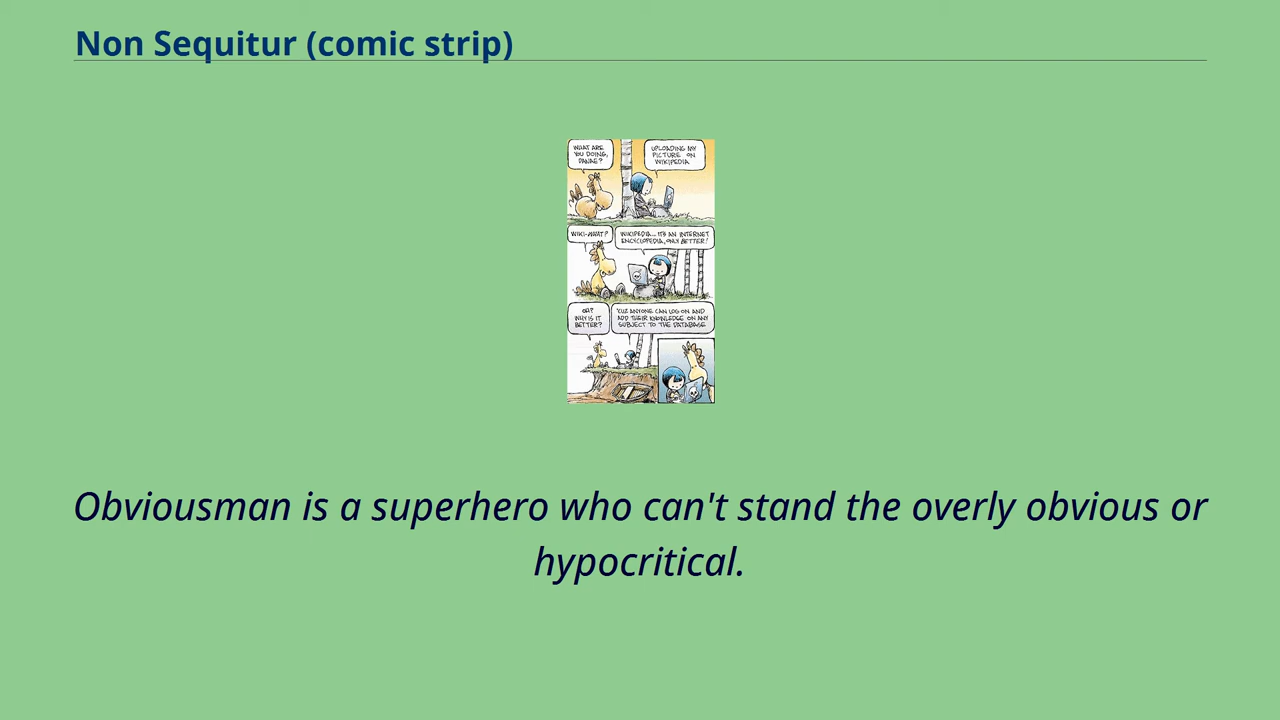 Non Sequitur (comic strip)
WHAT ARE
YOU DOING,
DANAE?
UPLOADING MY
PICTURE ON
WIKIPEDIA
WIKI-WHAT?
WIKIPEDIA... IT'S AN INTERNET
ENCYCLOPEDIA, ONLY BETTER!
OH?
WHY IS IT
BETTER?
'CUZ ANYONE CAN LOG ON AND
ADD THEIR KNOWLEDGE ON ANY
SUBJECT TO THE DATABASE
Obviousman is a superhero who can't stand the overly obvious or
hypocritical.